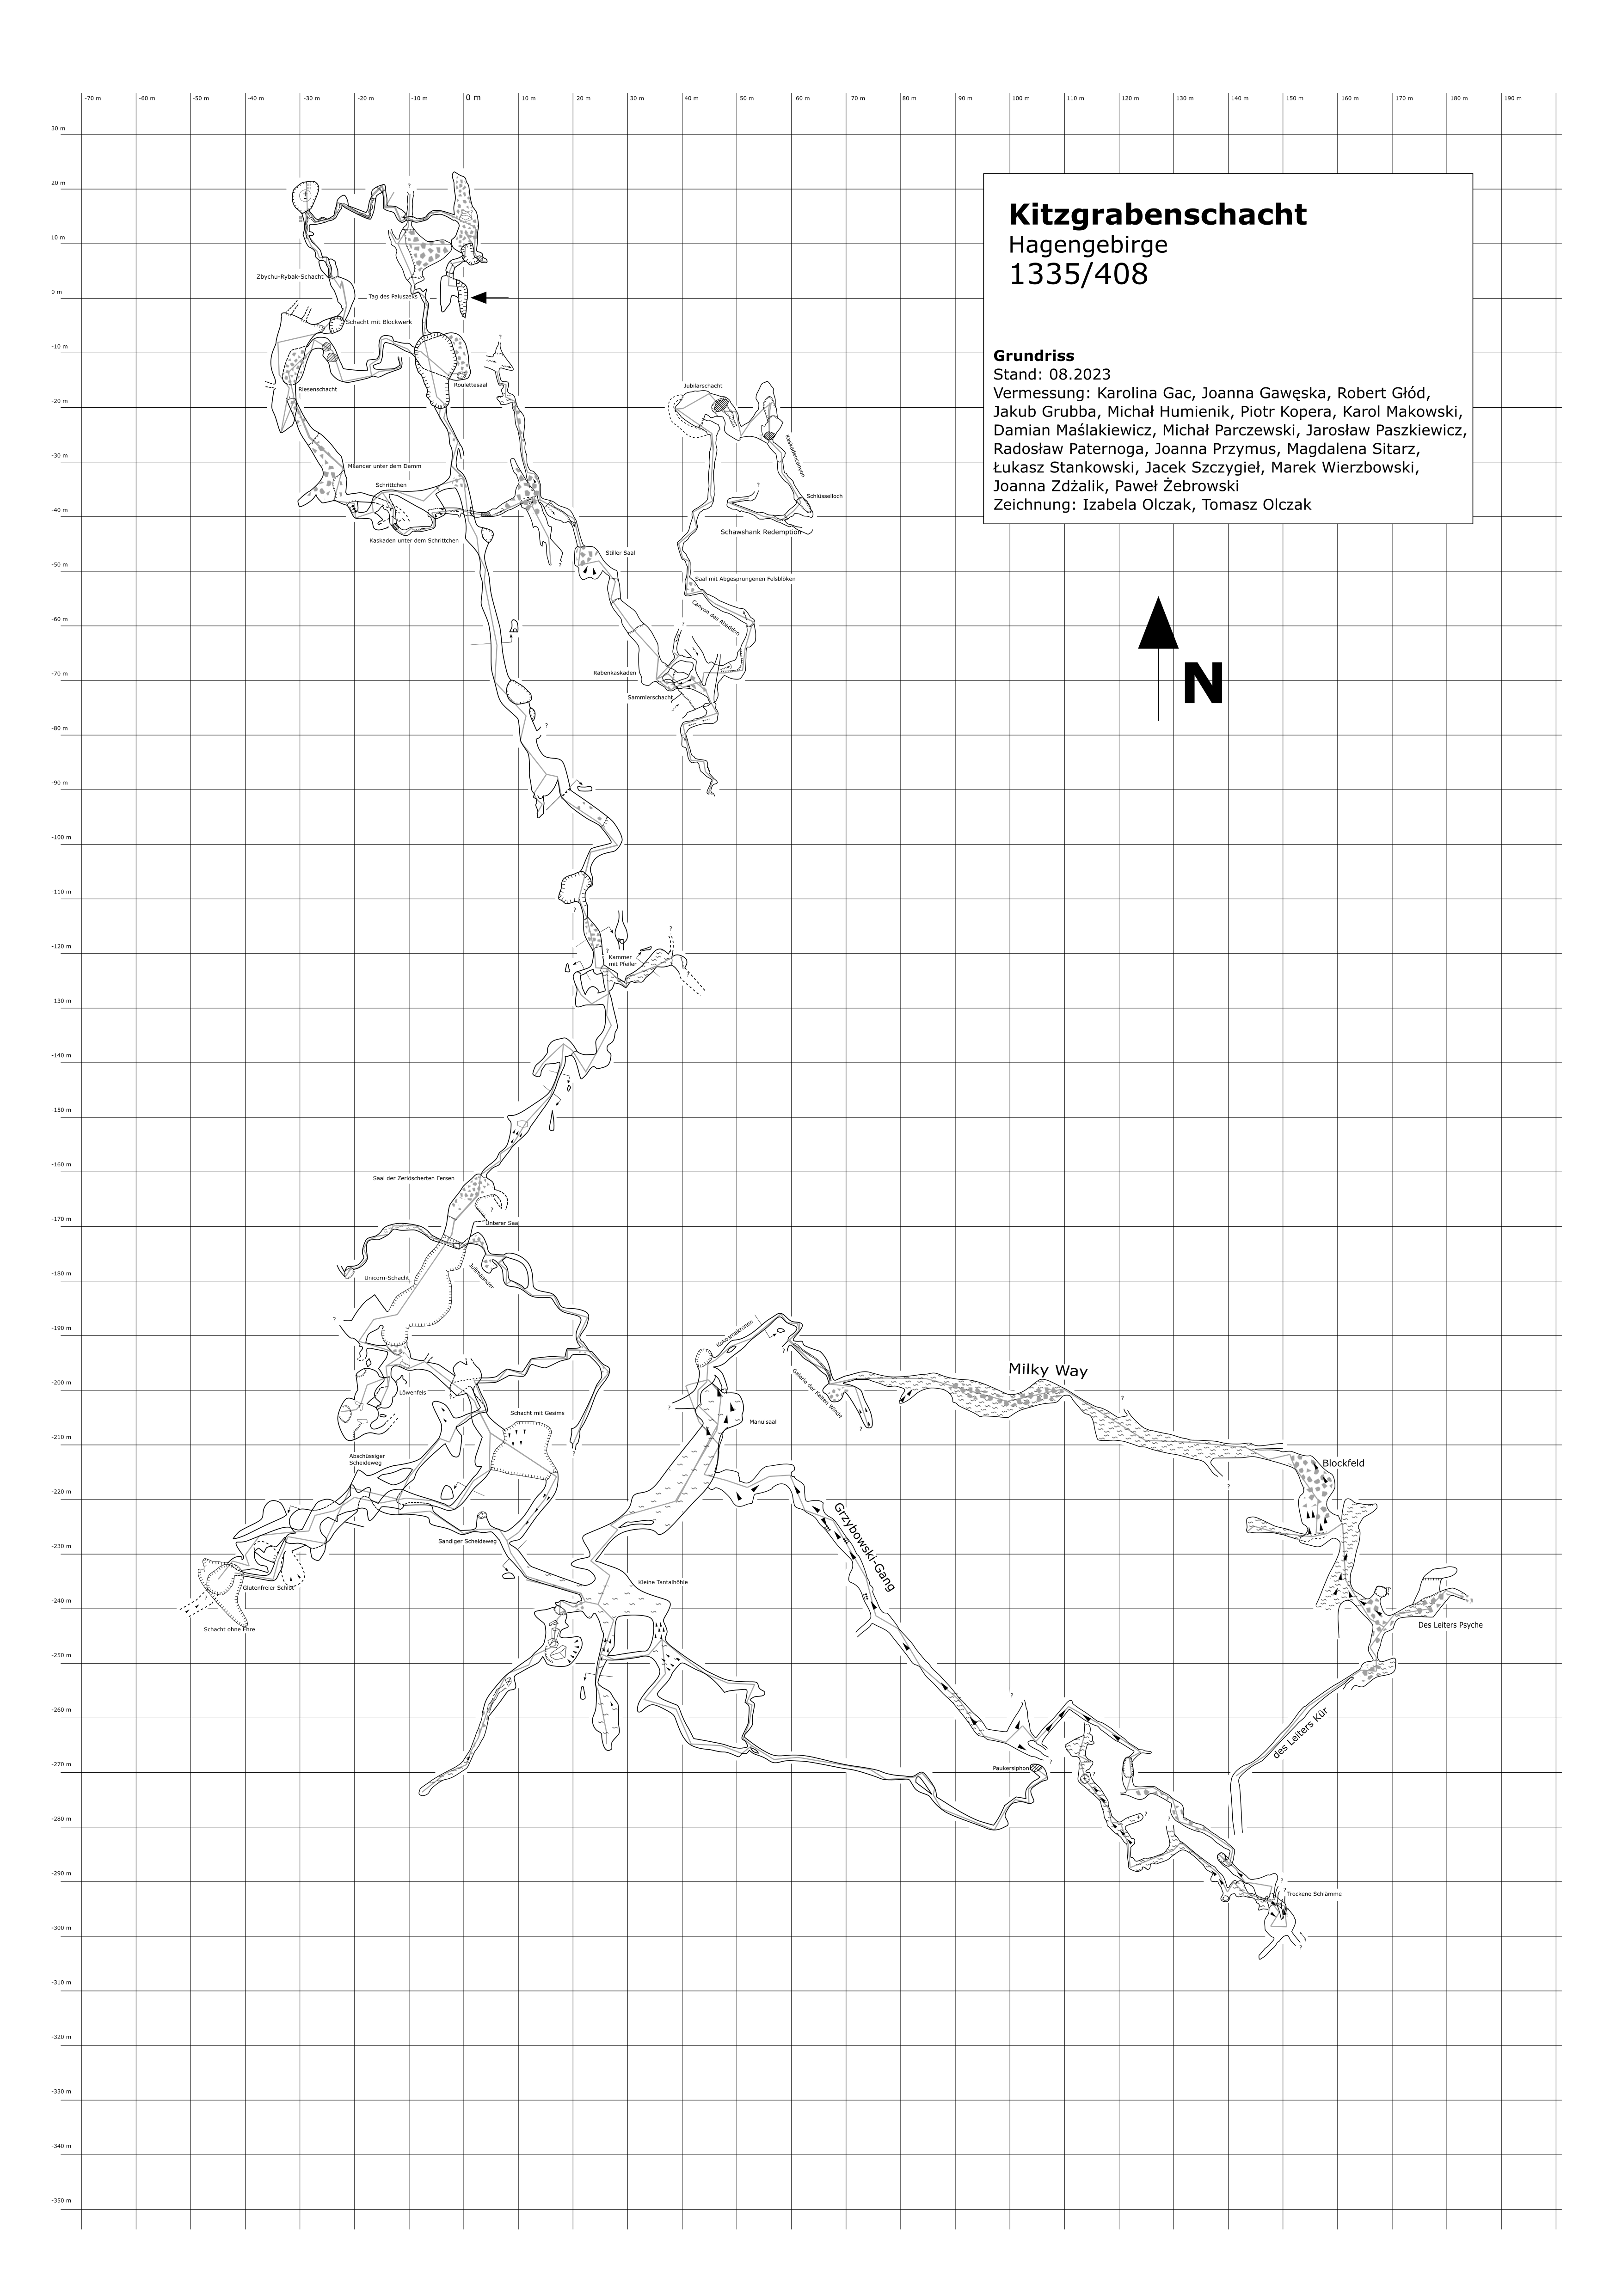 -70 m
-60 m
-50 m
-40 m
-30 m
-20 m
-10 m
0 m
10 m
20 m
30 m
40 m
50 m
60 m
70 m
80 m
90 m
100 m
110 m
120 m
130 m
140 m
150 m
160 m
170 m
180 m
190 m
30 m
20 m
10 m
0 m
-10 m
-20 m
-30 m
-40 m
-50 m
-60 m
-70 m
-80 m
-90 m
-100 m
-110 m
-120 m
-130 m
-140 m
-150 m
-160 m
-170 m
-180 m
-190 m
-200 m
-210 m
-220 m
-230 m
-240 m
-250 m
-260 m
-270 m
-280 m
-290 m
-300 m
-310 m
-320 m
-330 m
-340 m
-350 m
Kitzgrabenschacht
Hagengebirge
1335/408
Grundriss
Stand: 08.2023
Vermessung: Karolina Gac, Joanna Gawęska, Robert Głód,
Jakub Grubba, Michał Humienik, Piotr Kopera, Karol Makowski,
Damian Maślakiewicz, Michał Parczewski, Jarosław Paszkiewicz,
Radosław Paternoga, Joanna Przymus, Magdalena Sitarz,
Łukasz Stankowski, Jacek Szczygieł, Marek Wierzbowski,
Joanna Zdżalik, Paweł Żebrowski
Zeichnung: Izabela Olczak, Tomasz Olczak
N
Zbychu-Rybak-Schacht
Tag des Paluszeks
Schacht mit Blockwerk
Riesenschacht
Roulettesaal
Jubilarschacht
Kaskadencanyon
Mäander unter dem Damm
Schrittchen
Schlüsselloch
Schawshank Redemption
Kaskaden unter dem Schrittchen
Stiller Saal
Saal mit Abgesprungenen Felsblöken
Canyon des Abaddon
Rabenkaskaden
Sammlerschacht
Kammer
mit Pfeiler
Saal der Zerlöscherten Fersen
Unterer Saal
Unicorn-Schacht
Julimäander
Kokosmakronen
Galerie der Kalten Winde
Milky Way
Löwenfels
Schacht mit Gesims
Manulsaal
Abschüssiger
Scheideweg
Blockfeld
Grzybowski-Gang
Sandiger Scheideweg
Kleine Tantalhöhle
Glutenfreier Schlot
Schacht ohne Ehre
Des Leiters Psyche
des Leiters Kür
Paukersiphon
Trockene Schlämme